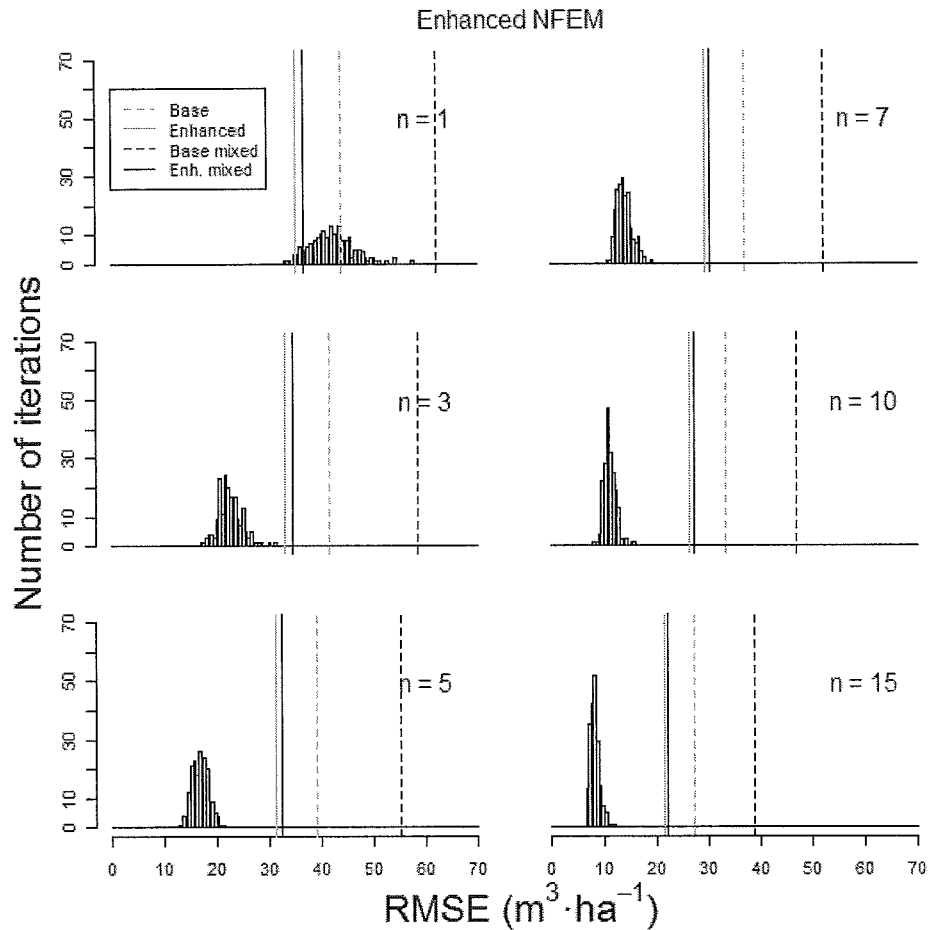 Enhanced NFEM
Number of iterations
70
50
30
10
0
Base
Enhanced
Base mixed
Enh. mixed
n = 1
n = 7
70
50
30
10
0
n = 3
n = 10
70
50
30
10
0
n = 5
n = 15
0 10 20 30 40 50 60 70
0 10 20 30 40 50 60 70
RMSE (m³·ha⁻¹)